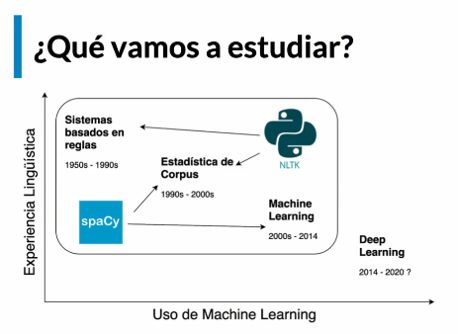 ¿Qué vamos a estudiar?
Experiencia Lingüística
Sistemas
basados en
reglas
1950s - 1990s
NLTK
Estadística de
Corpus
1990s - 2000s
spaCy
Machine
Learning
2000s - 2014
Deep
Learning
2014 - 2020 ?
Uso de Machine Learning